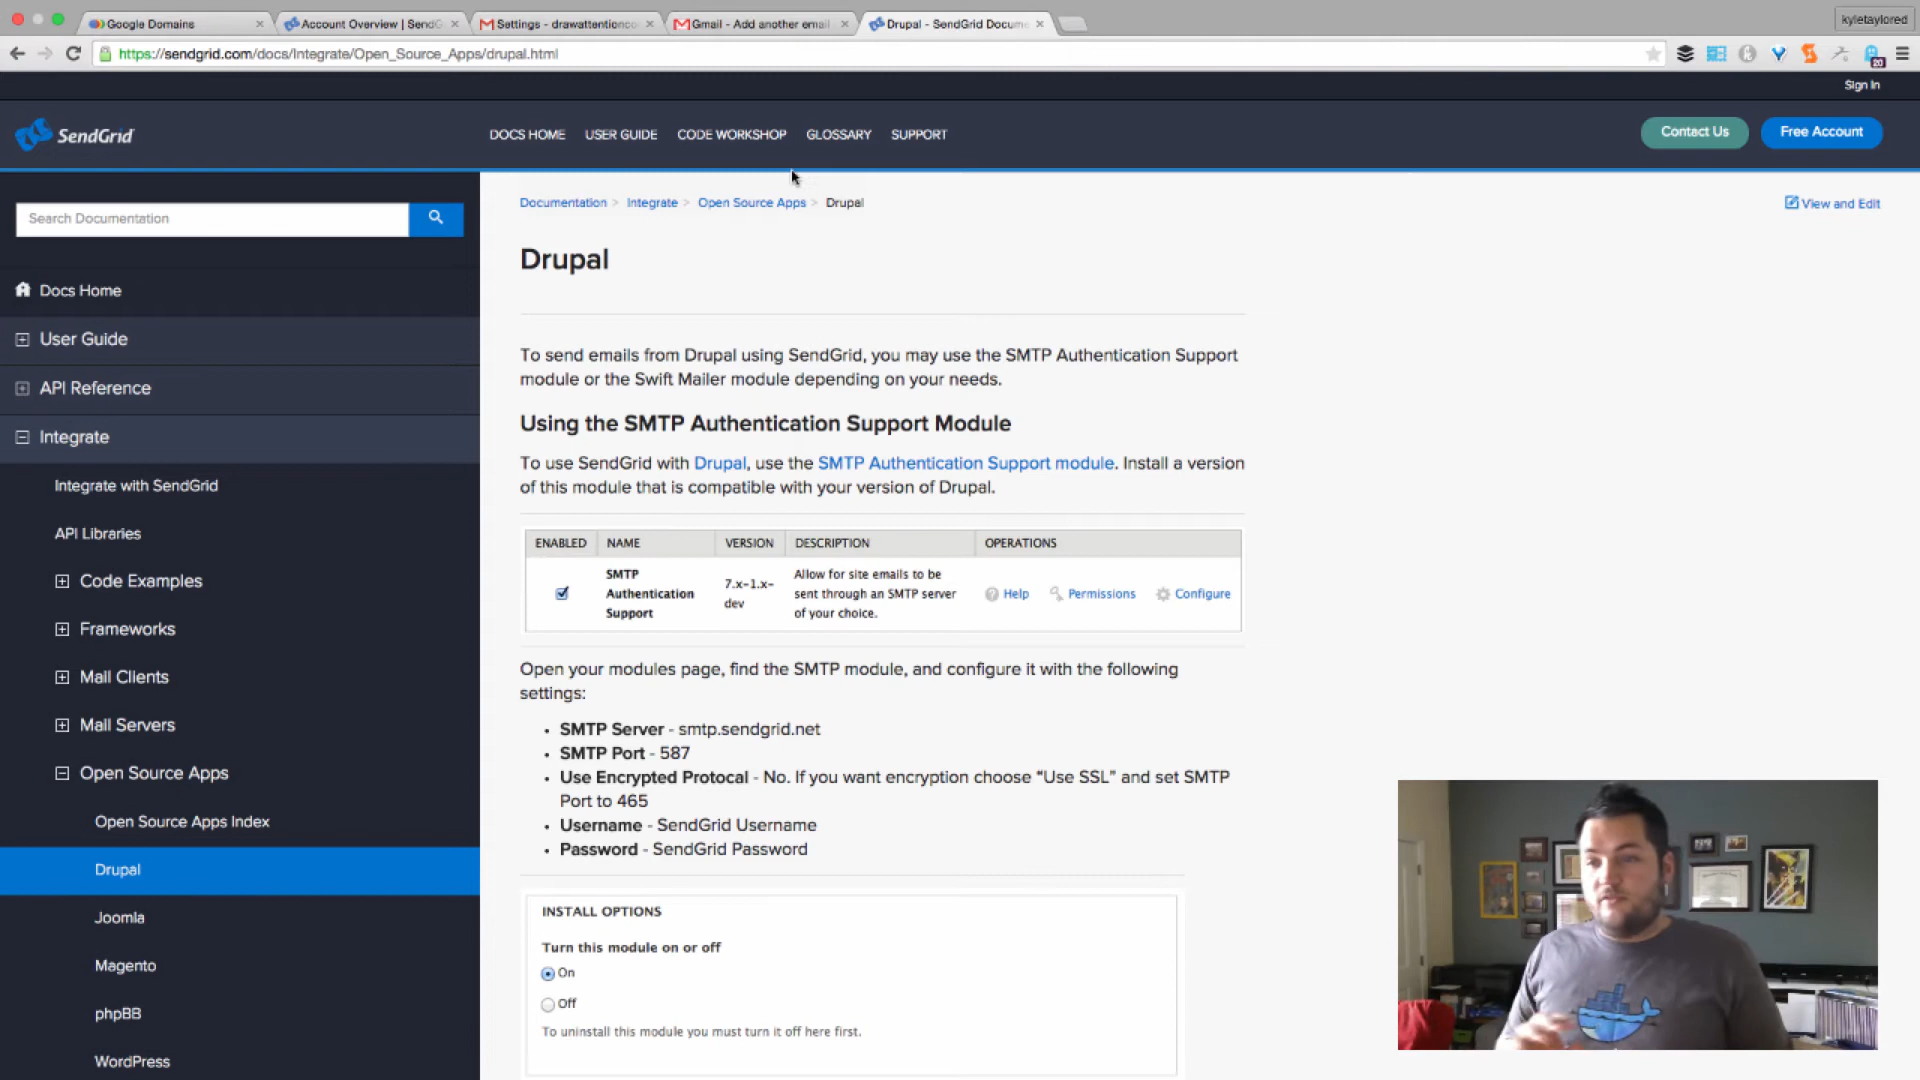 Google Domains
Account Overview | SendG
Settings - drawattentionco
Gmail - Add another email
Drupal - SendGrid Docume
kyletaylored
https://sendgrid.com/docs/Integrate/Open_Source_Apps/drupal.html
20
Sign In
SendGrid
DOCS HOME USER GUIDE CODE WORKSHOP GLOSSARY SUPPORT
Contact Us
Free Account
Search Documentation
Documentation > Integrate > Open Source Apps > Drupal
View and Edit
Docs Home
User Guide
API Reference
Integrate
Integrate with SendGrid
API Libraries
Code Examples
Frameworks
Mail Clients
Mail Servers
Open Source Apps
Open Source Apps Index
Drupal
Joomla
Magento
phpBB
WordPress
Drupal
To send emails from Drupal using SendGrid, you may use the SMTP Authentication Support
module or the Swift Mailer module depending on your needs.
Using the SMTP Authentication Support Module
To use SendGrid with Drupal, use the SMTP Authentication Support module. Install a version
of this module that is compatible with your version of Drupal.
ENABLED NAME VERSION DESCRIPTION OPERATIONS
SMTP
Authentication
Support
7.x-1.x-
dev
Allow for site emails to be
sent through an SMTP server
of your choice.
Help Permissions Configure
Open your modules page, find the SMTP module, and configure it with the following
settings:
• SMTP Server - smtp.sendgrid.net
• SMTP Port - 587
• Use Encrypted Protocal - No. If you want encryption choose “Use SSL” and set SMTP
Port to 465
• Username - SendGrid Username
• Password - SendGrid Password
INSTALL OPTIONS
Turn this module on or off
On
Off
To uninstall this module you must turn it off here first.